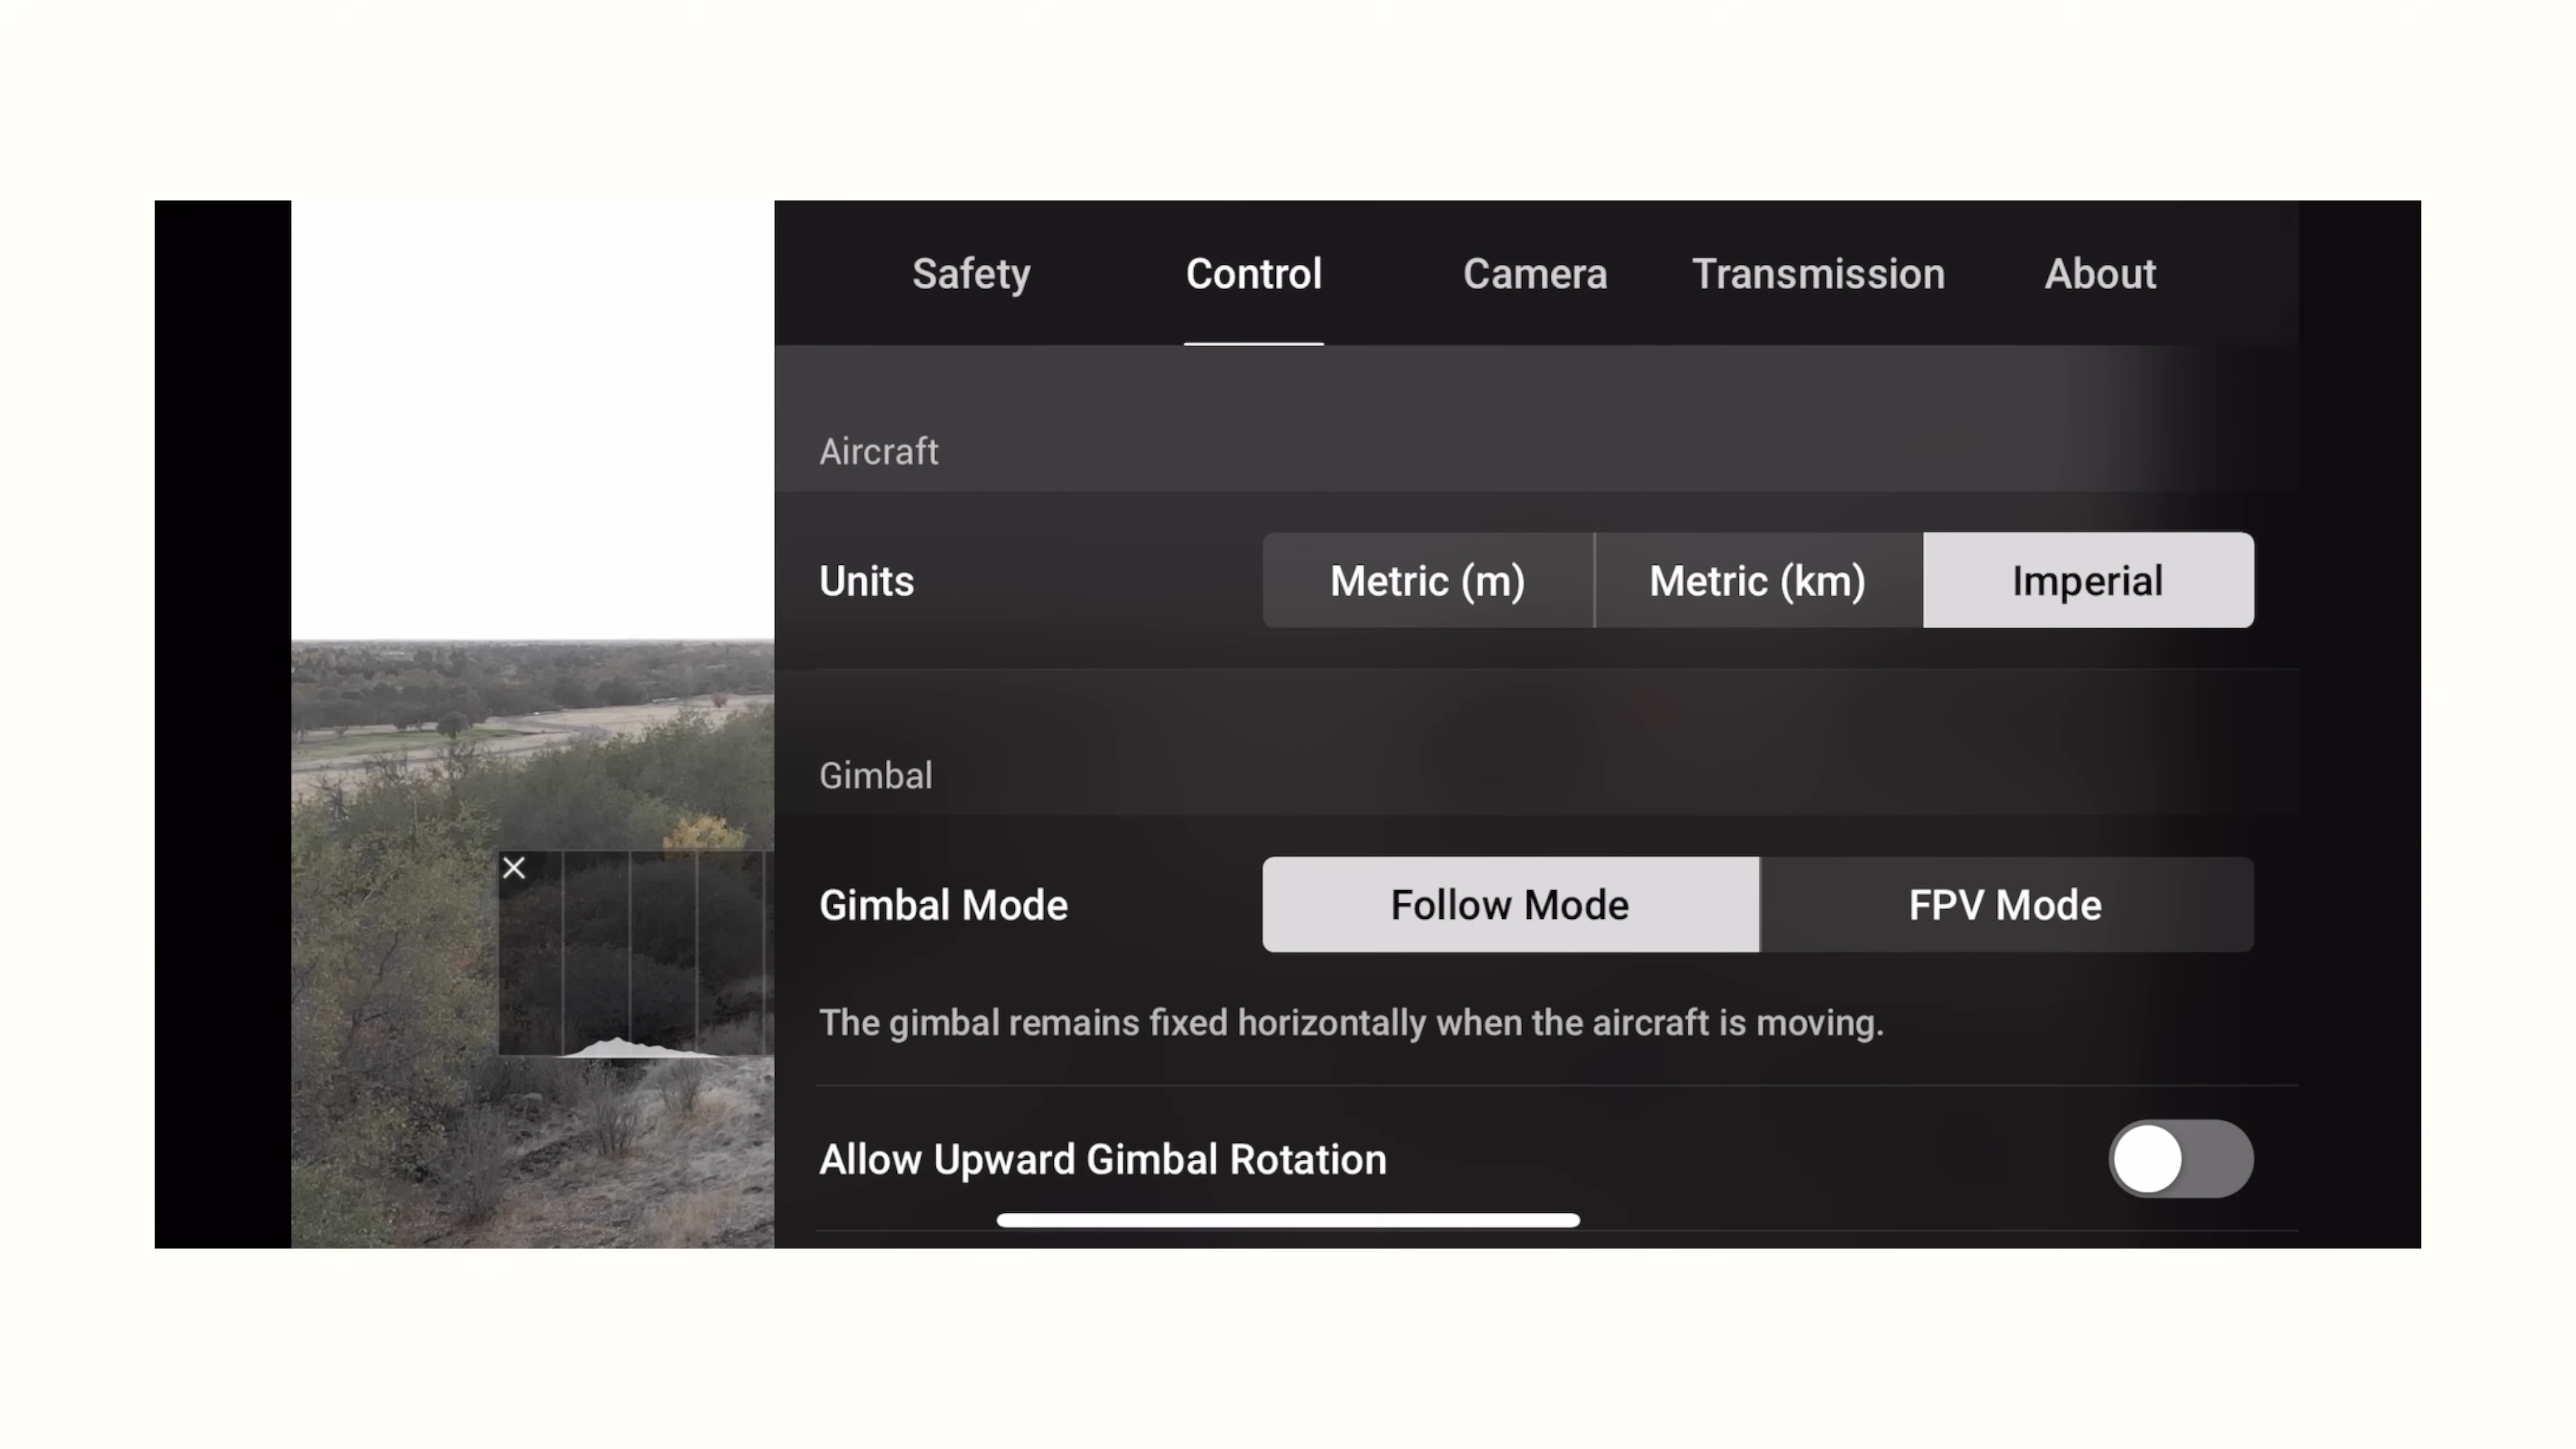 Safety Control Camera Transmission About
Aircraft
Units Metric (m) Metric (km) Imperial
Gimbal
Gimbal Mode Follow Mode FPV Mode
The gimbal remains fixed horizontally when the aircraft is moving.
Allow Upward Gimbal Rotation